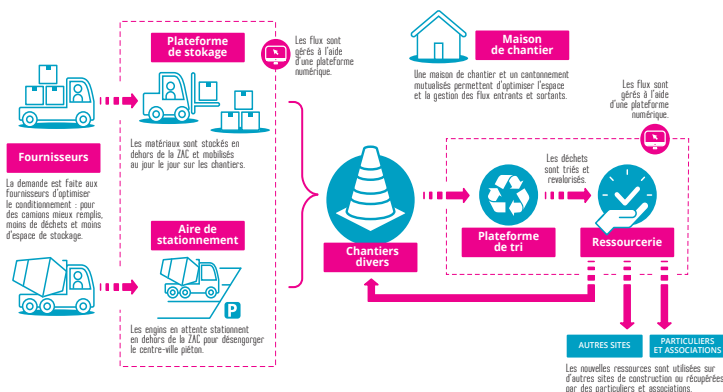 Plateforme
de stockage
Les flux sont
gérés à l'aide
d'une plateforme
numérique.
Maison
de chantier
Une maison de chantier et un cantonnement
mutualisés permettent d'optimiser l'espace
et la gestion des flux entrants et sortants.
Les flux sont
gérés à l'aide
d'une plateforme
numérique.
Fournisseurs
La demande est faite aux
fournisseurs d'optimiser
le conditionnement : pour
des camions mieux remplis,
moins de déchets et moins
d'espace de stockage.
Les matériaux sont stockés en
dehors de la ZAC et mobilisés
au jour le jour sur les chantiers.
Aire de
stationnement
P
Les engins en attente stationnent
en dehors de la ZAC pour désengorger
le centre-ville piéton.
Chantiers
divers
Les déchets
sont triés et
revalorisés.
Plateforme
de tri
Ressourcerie
AUTRES SITES
PARTICULIERS
ET ASSOCIATIONS
Les nouvelles ressources sont utilisées sur
d'autres sites de construction ou récupérées
par des particuliers et associations.